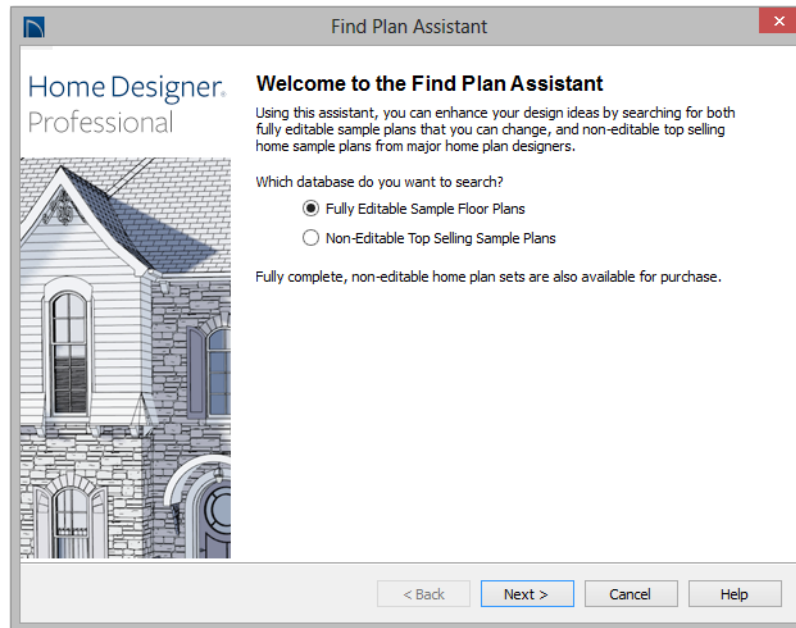 Find Plan Assistant
Home Designer®
Professional
Welcome to the Find Plan Assistant
Using this assistant, you can enhance your design ideas by searching for both
fully editable sample plans that you can change, and non-editable top selling
home sample plans from major home plan designers.
Which database do you want to search?
Fully Editable Sample Floor Plans
Non-Editable Top Selling Sample Plans
Fully complete, non-editable home plan sets are also available for purchase.
< Back
Next >
Cancel
Help